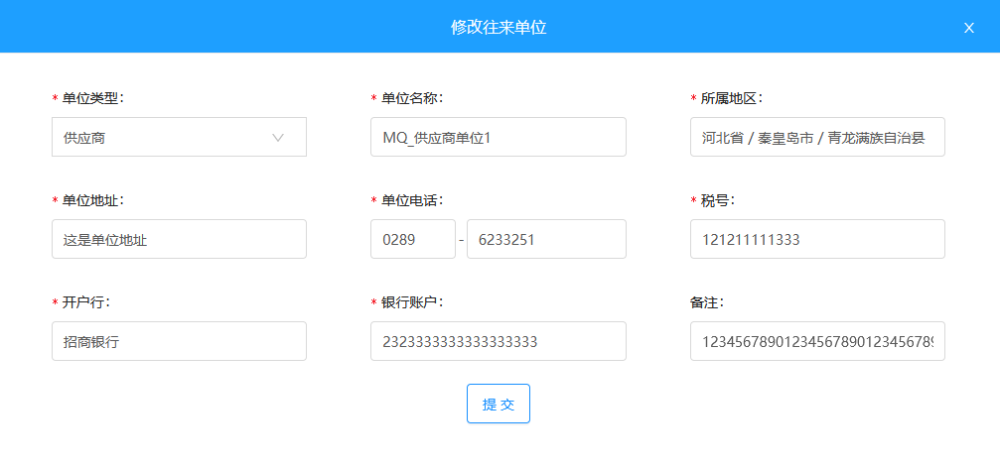 修改往来单位
X
* 单位类型：
* 单位名称：
* 所属地区：
供应商
MQ_供应商单位1
河北省 / 秦皇岛市 / 青龙满族自治县
* 单位地址：
* 单位电话：
* 税号：
这是单位地址
0289 - 6233251
121211111333
* 开户行：
* 银行账户：
备注：
招商银行
2323333333333333333
12345678901234567890123456789
提 交